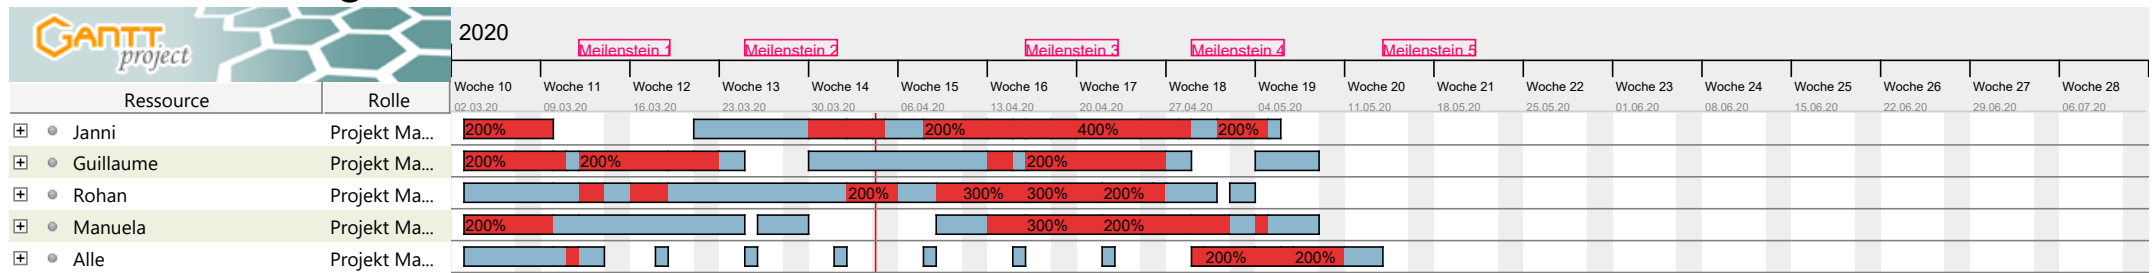 GANTT
project
2020
Meilenstein 1 Meilenstein 2 Meilenstein 3 Meilenstein 4 Meilenstein 5
Ressource Rolle
Woche 10 Woche 11 Woche 12 Woche 13 Woche 14 Woche 15 Woche 16 Woche 17 Woche 18 Woche 19 Woche 20 Woche 21 Woche 22 Woche 23 Woche 24 Woche 25 Woche 26 Woche 27 Woche 28
02.03.20 09.03.20 16.03.20 23.03.20 30.03.20 06.04.20 13.04.20 20.04.20 27.04.20 04.05.20 11.05.20 18.05.20 25.05.20 01.06.20 08.06.20 15.06.20 22.06.20 29.06.20 06.07.20
Janni Projekt Ma... 200% 200% 400% 200%
Guillaume Projekt Ma... 200% 200% 200%
Rohan Projekt Ma... 200% 300% 300% 200%
Manuela Projekt Ma... 200% 300% 200%
Alle Projekt Ma... 200% 200%